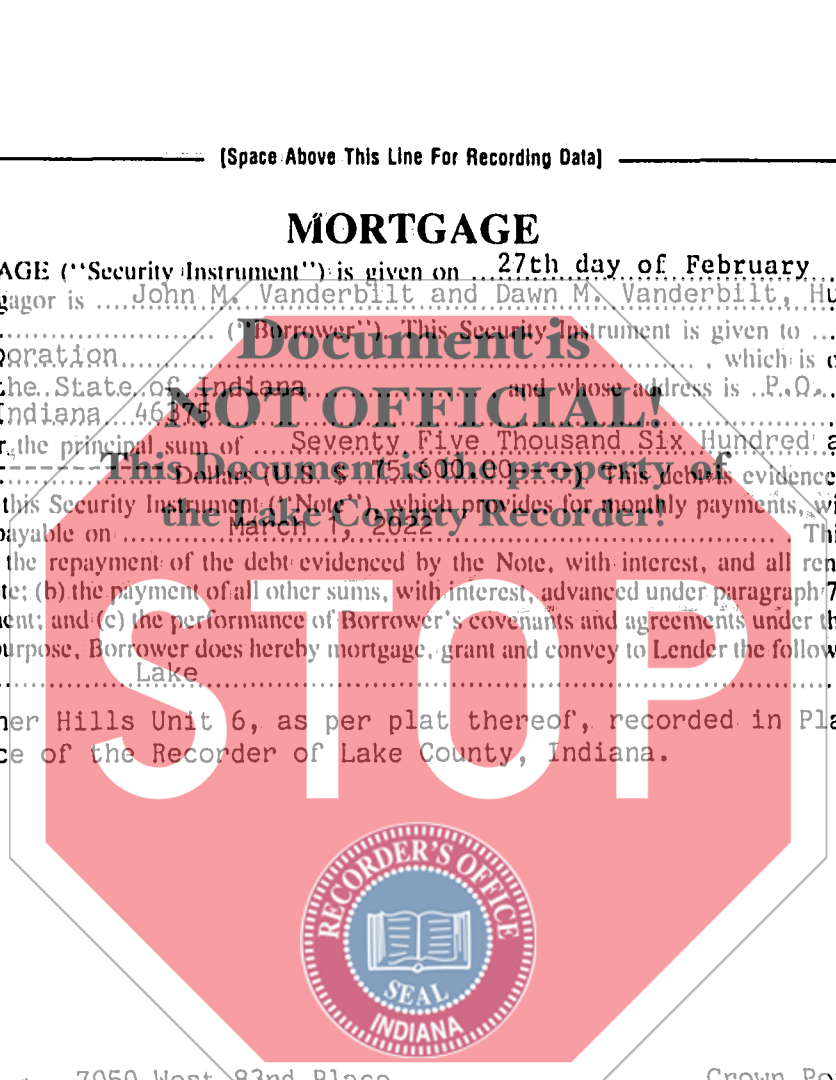 [Space Above This Line For Recording Data]
MORTGAGE
AGE (''Security Instrument'') is given on 27th day of February
gagor is John M. Vanderbilt and Dawn M. Vanderbilt, Hu
(''Borrower''). This Security Instrument is given to
oration , which is o
the State of Indiana and whose address is P.O.
Indiana 46375
r the principal sum of Seventy Five Thousand Six Hundred a
Dollars (U.S. $ 75,600.00 ). This debt is evidence
this Security Instrument (''Note''), which provides for monthly payments, wi
payable on March 1, 2022 Thi
the repayment of the debt evidenced by the Note, with interest, and all ren
te; (b) the payment of all other sums, with interest, advanced under paragraph 7
ent; and (c) the performance of Borrower's covenants and agreements under th
urpose, Borrower does hereby mortgage, grant and convey to Lender the follow
Lake
her Hills Unit 6, as per plat thereof, recorded in Pla
ce of the Recorder of Lake County, Indiana.
Document is
NOT OFFICIAL!
This Document is the property of
the Lake County Recorder!
STOP
RECORDER'S OFFICE
SEAL
INDIANA
7050 West 83rd Place Crown Po